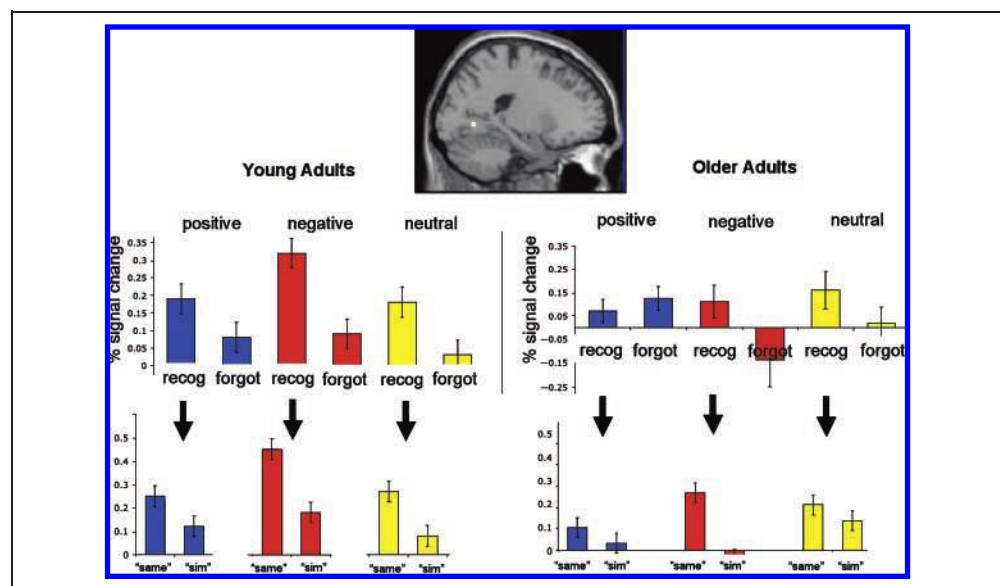 Young Adults
Older Adults
positive negative neutral
positive negative neutral
% signal change
0.35
0.3
0.25
0.2
0.15
0.1
0.05
0
recog forgot recog forgot recog forgot
% signal change
0.35
0.25
0.15
0.05
−0.05
−0.15
−0.25
recog forgot recog forgot recog forgot
0.5
0.4
0.3
0.2
0.1
0
"same" "sim" "same" "sim" "same" "sim"
0.5
0.4
0.3
0.2
0.1
0
"same" "sim" "same" "sim" "same" "sim"